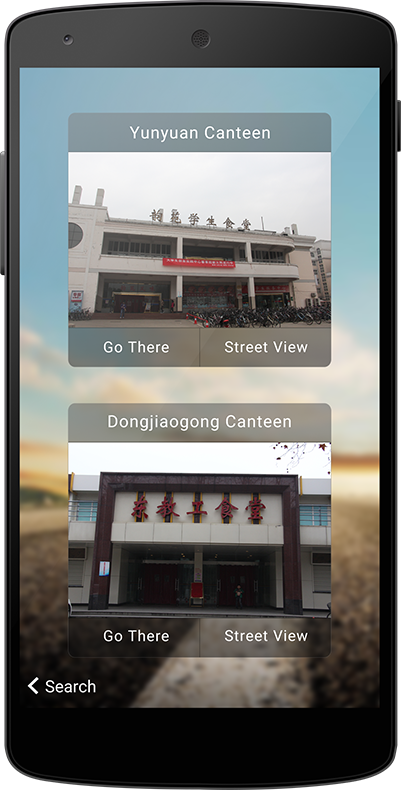 Yunyuan Canteen
韵苑学生食堂
Go There
Street View
Dongjiaogong Canteen
东教工食堂
Go There
Street View
Search